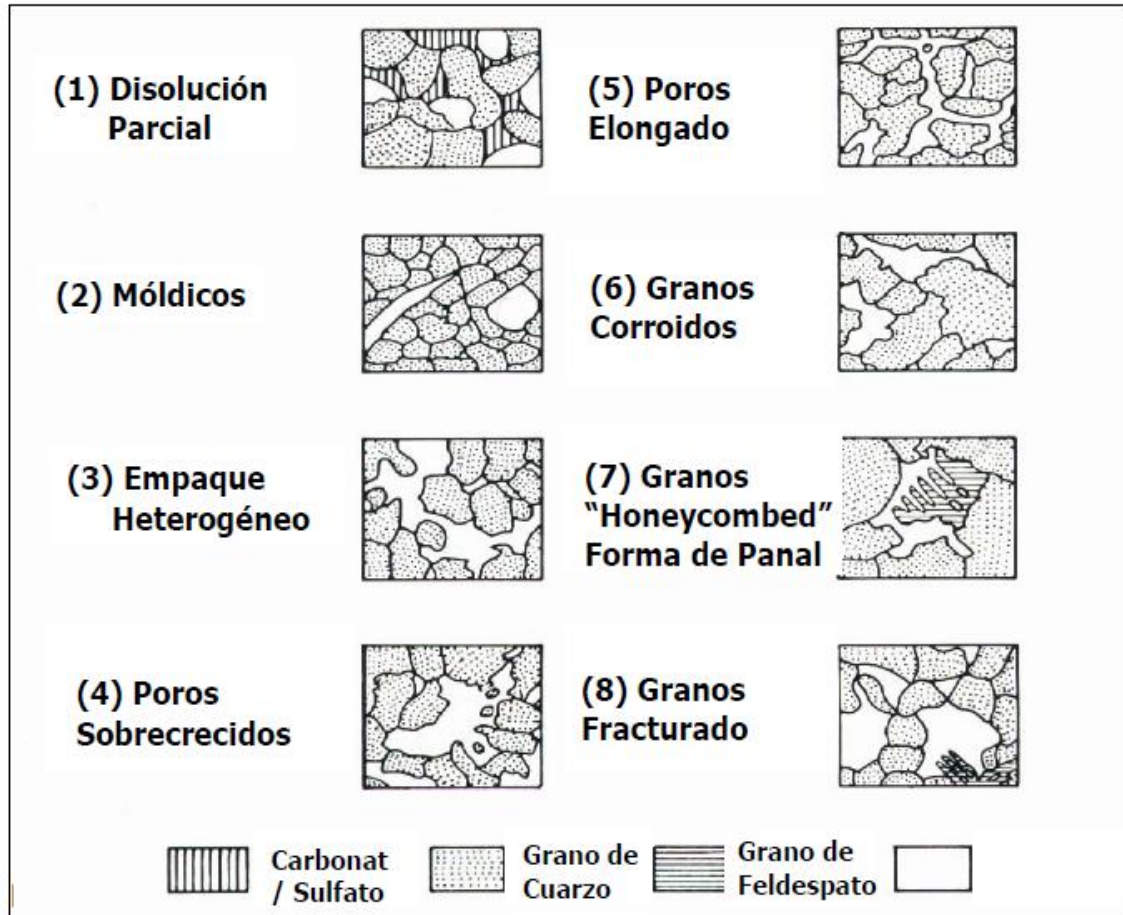 (1) Disolución
Parcial
(2) Móldicos
(3) Empaque
Heterogéneo
(4) Poros
Sobrecrecidos
(5) Poros
Elongado
(6) Granos
Corroidos
(7) Granos
“Honeycombed”
Forma de Panal
(8) Granos
Fracturado
Carbonat
/ Sulfato
Grano de
Cuarzo
Grano de
Feldespato